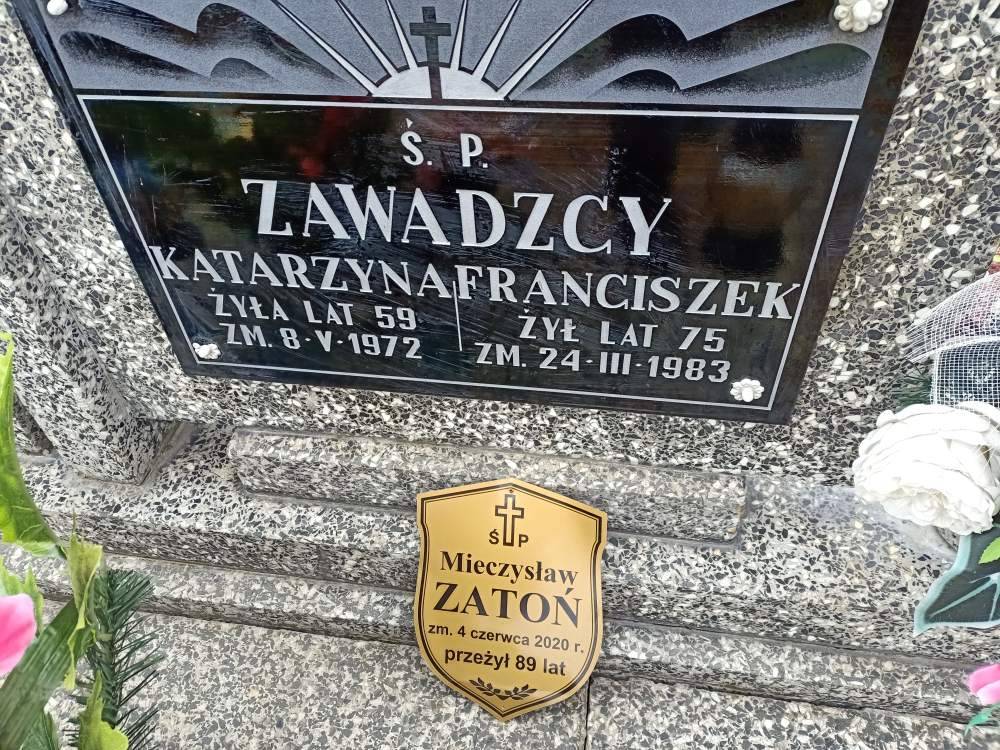 Ś. P.
ZAWADZCY
KATARZYNA
ŻYŁA LAT 59
ZM. 8·V·1972
FRANCISZEK
ŻYŁ LAT 75
ZM. 24·III·1983
Ś P
Mieczysław
ZATOŃ
zm. 4 czerwca 2020 r.
przeżył 89 lat